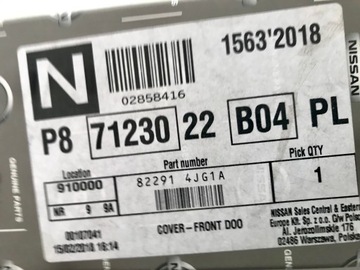 N
1563'2018
02858416
P8 71230 22 B04 PL
Location
Part number
Pick QTY
910000
82291 4JG1A
1
NR 9 9A
COVER-FRONT DOO
00107041
15/02/2018 16:14
NISSAN Sales Central & Eastern
Europe Kft. Sp. z o.o.
Al. Jerozolimskie 176
02486 Warszawa, Polska
NISSAN
GENUINE PARTS